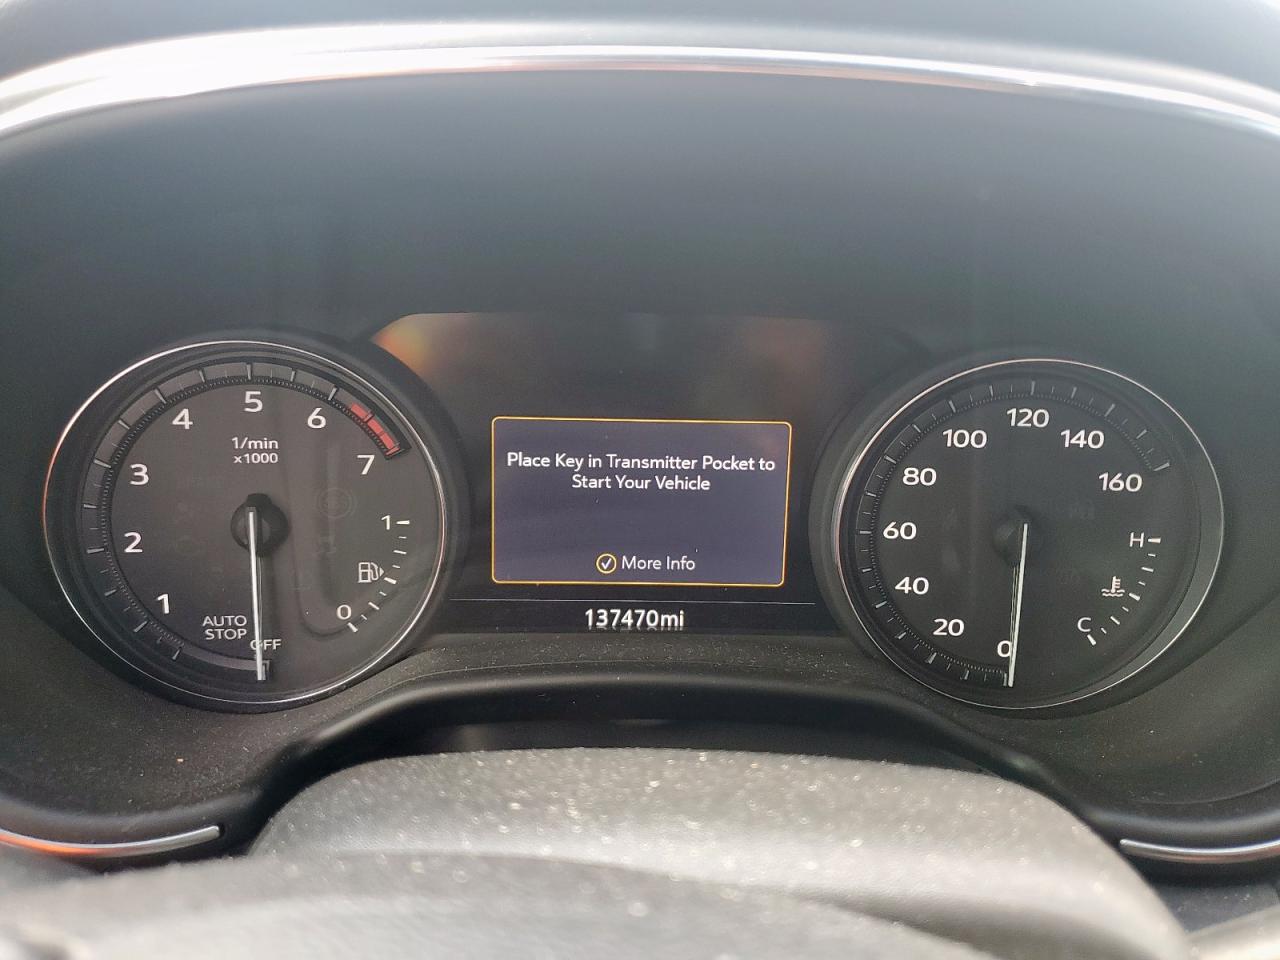 5
4
6
1/min
x1000
3
7
2
1
1
0
AUTO
STOP
OFF
Place Key in Transmitter Pocket to
Start Your Vehicle
More Info
137470mi
120
100
140
80
160
60
H
40
C
20
0